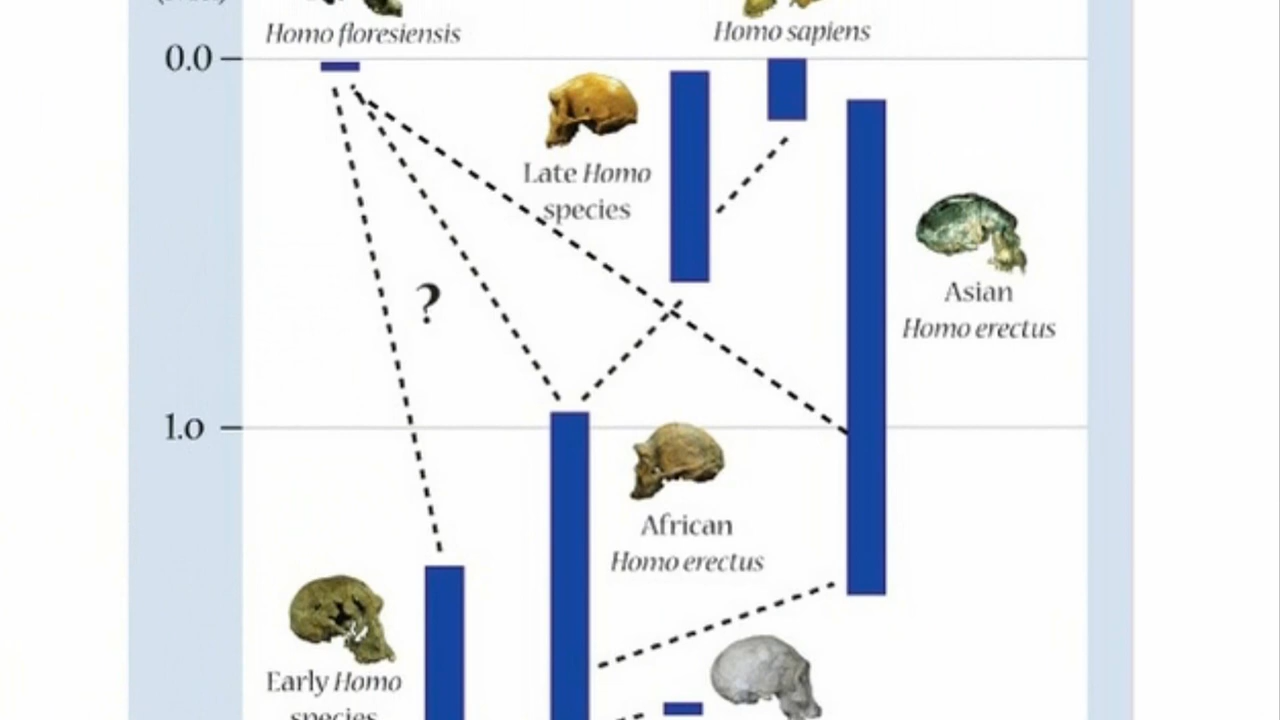 Homo floresiensis
Homo sapiens
0.0
Late Homo
species
?
Asian
Homo erectus
1.0
African
Homo erectus
Early Homo
species